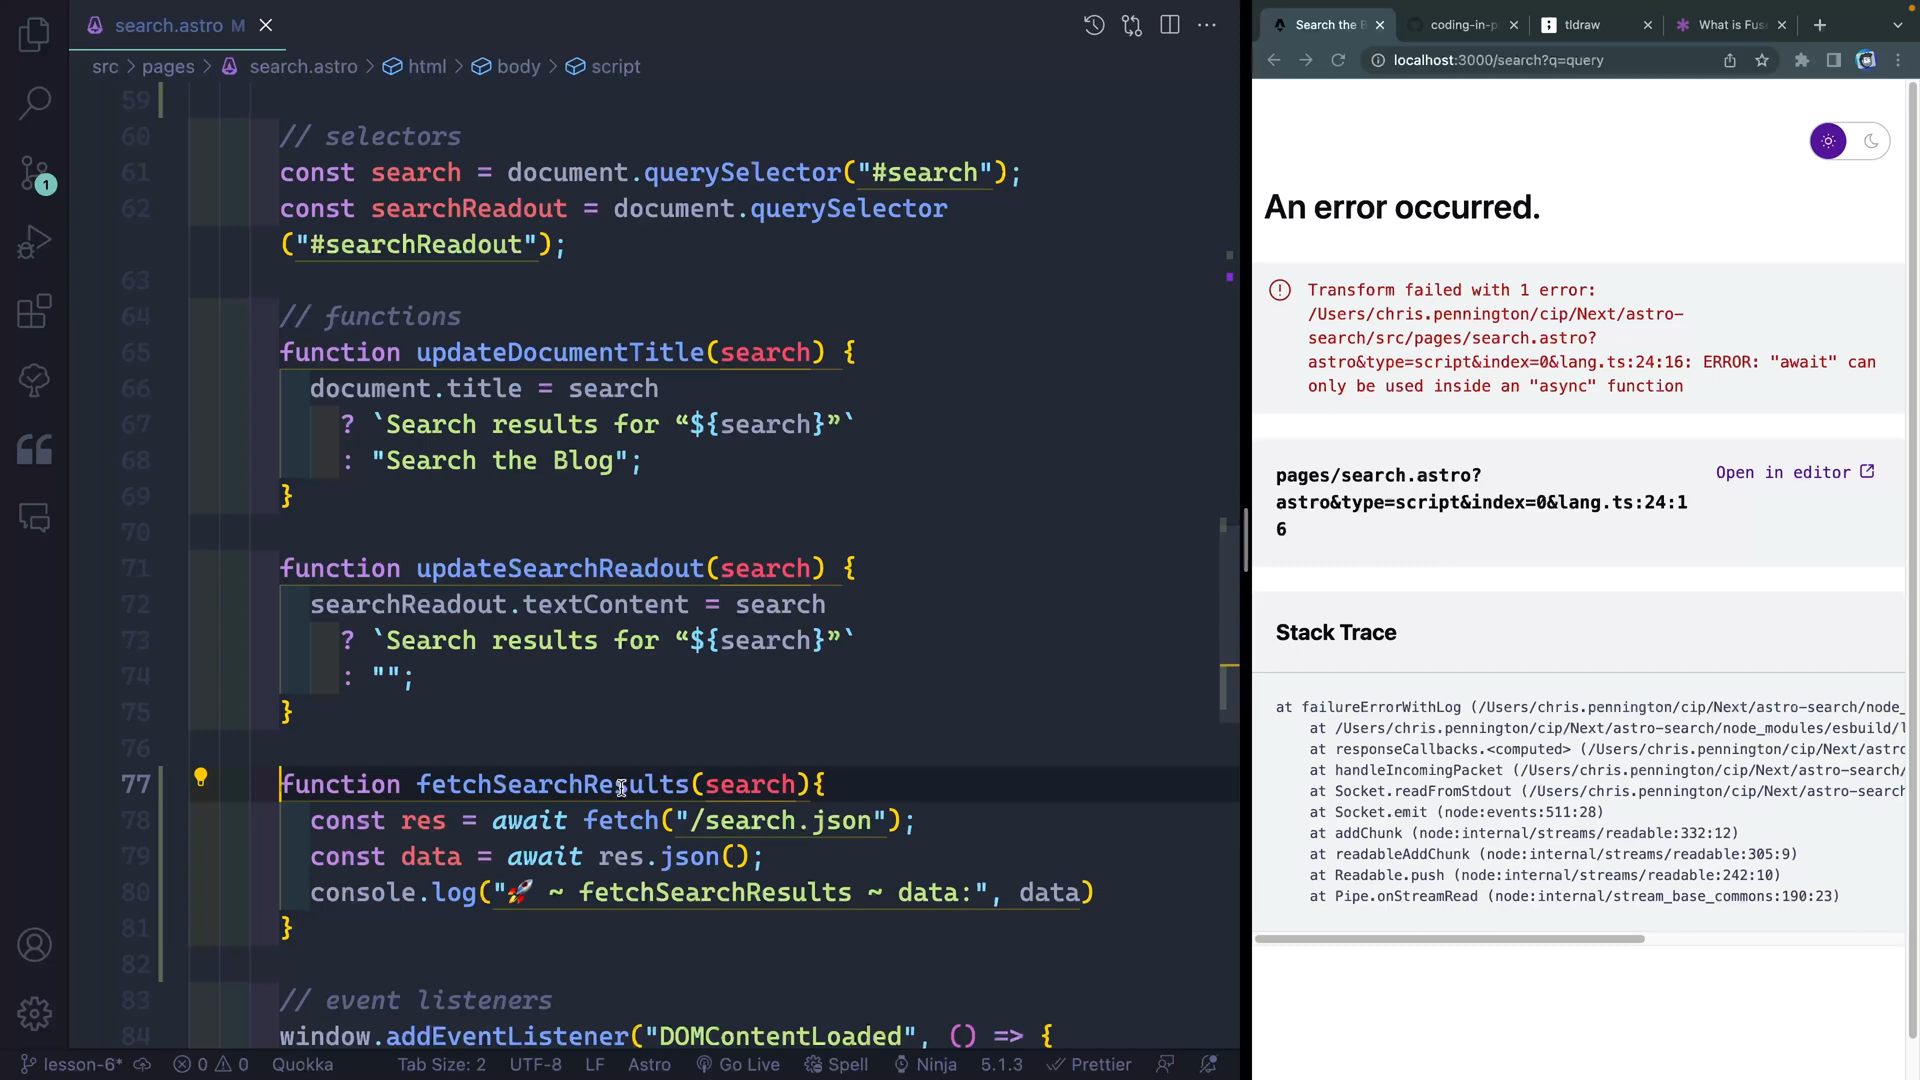 search.astro M
src > pages > search.astro > html > body > script
59
60 // selectors
61 const search = document.querySelector("#search");
62 const searchReadout = document.querySelector
("#searchReadout");
63
64 // functions
65 function updateDocumentTitle(search) {
66 document.title = search
67 ? `Search results for “${search}”`
68 : "Search the Blog";
69 }
70
71 function updateSearchReadout(search) {
72 searchReadout.textContent = search
73 ? `Search results for “${search}”`
74 : "";
75 }
76
77 function fetchSearchResults(search){
78 const res = await fetch("/search.json");
79 const data = await res.json();
80 console.log("🚀 ~ fetchSearchResults ~ data:", data)
81 }
82
83 // event listeners
84 window.addEventListener("DOMContentLoaded", () => {
1
lesson-6* 0 0 Quokka Tab Size: 2 UTF-8 LF Astro Go Live Spell Ninja 5.1.3 Prettier
Search the B coding-in-p tldraw What is Fus
localhost:3000/search?q=query
An error occurred.
Transform failed with 1 error:
/Users/chris.pennington/cip/Next/astro-
search/src/pages/search.astro?
astro&type=script&index=0&lang.ts:24:16: ERROR: "await" can
only be used inside an "async" function
pages/search.astro?
astro&type=script&index=0&lang.ts:24:1
6
Open in editor
Stack Trace
at failureErrorWithLog (/Users/chris.pennington/cip/Next/astro-search/node_
at /Users/chris.pennington/cip/Next/astro-search/node_modules/esbuild/l
at responseCallbacks.<computed> (/Users/chris.pennington/cip/Next/astro
at handleIncomingPacket (/Users/chris.pennington/cip/Next/astro-search/
at Socket.readFromStdout (/Users/chris.pennington/cip/Next/astro-search
at Socket.emit (node:events:511:28)
at addChunk (node:internal/streams/readable:332:12)
at readableAddChunk (node:internal/streams/readable:305:9)
at Readable.push (node:internal/streams/readable:242:10)
at Pipe.onStreamRead (node:internal/stream_base_commons:190:23)